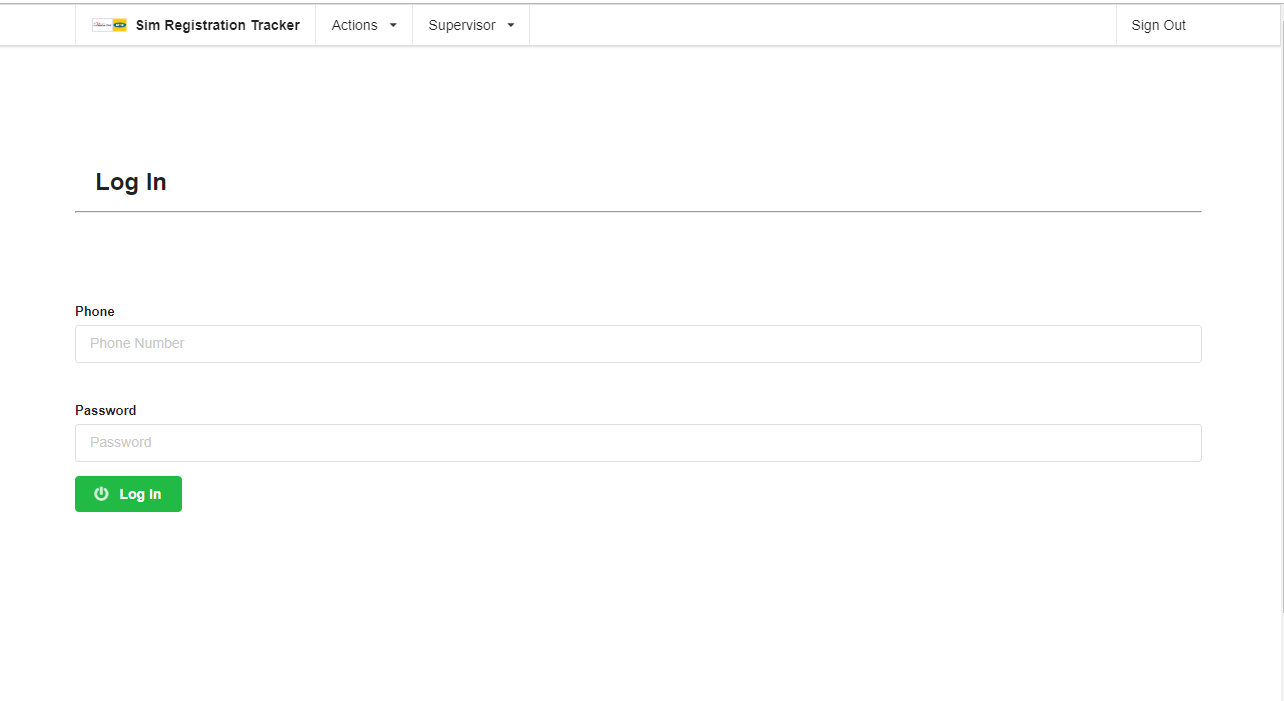 Sim Registration Tracker Actions Supervisor Sign Out
Log In
Phone
Phone Number
Password
Password
Log In